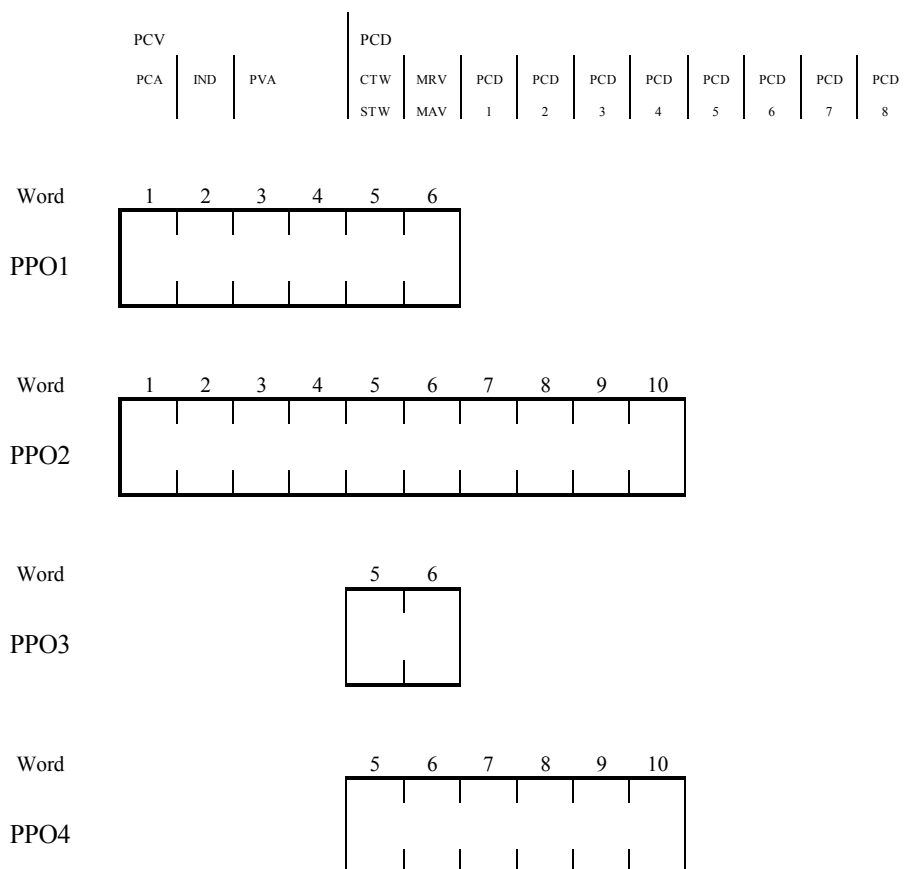 PCV PCD
PCA IND PVA CTW MRV PCD PCD PCD PCD PCD PCD PCD PCD
STW MAV 1 2 3 4 5 6 7 8
Word 1 2 3 4 5 6
PPO1
Word 1 2 3 4 5 6 7 8 9 10
PPO2
Word 5 6
PPO3
Word 5 6 7 8 9 10
PPO4